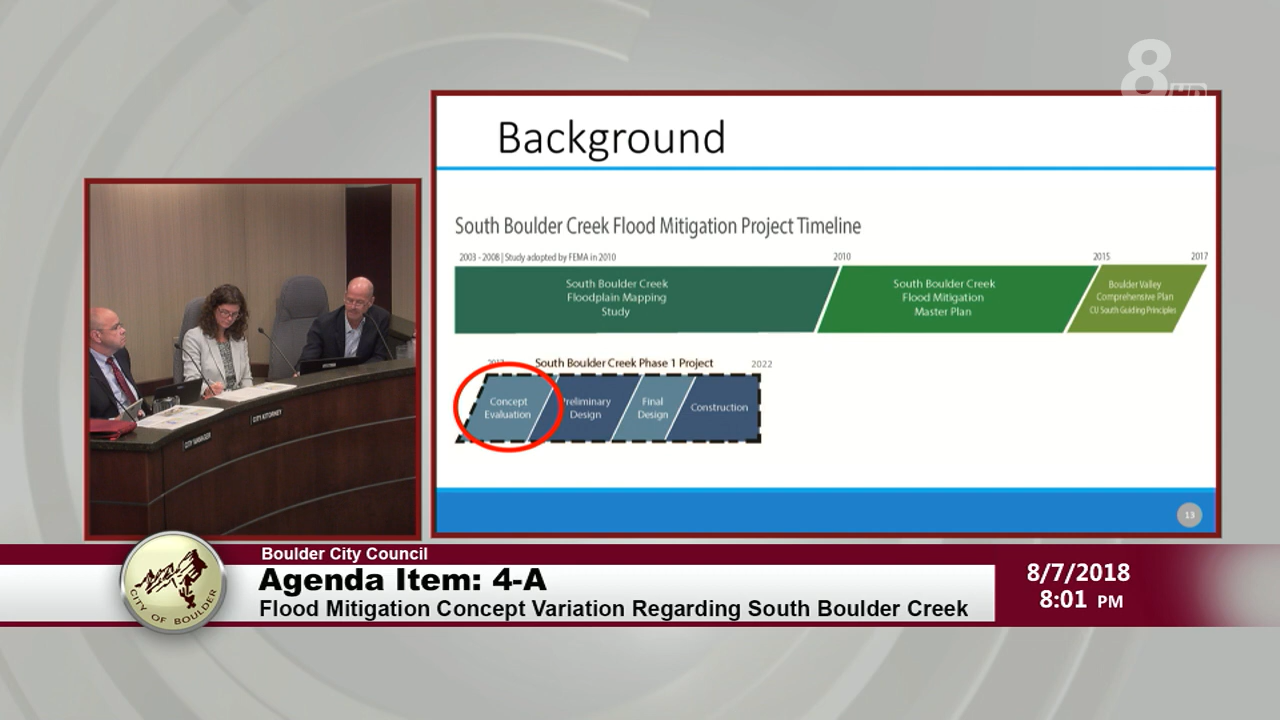 8
HD
Background
South Boulder Creek Flood Mitigation Project Timeline
2003 - 2008 | Study adopted by FEMA in 2010
2010
2015
2017
South Boulder Creek
Floodplain Mapping
Study
South Boulder Creek
Flood Mitigation
Master Plan
Boulder Valley
Comprehensive Plan
CU South Guiding Principles
South Boulder Creek Phase 1 Project
2022
Concept
Evaluation
Preliminary
Design
Final
Design
Construction
13
CITY MANAGER
CITY ATTORNEY
Boulder City Council
Agenda Item: 4-A
Flood Mitigation Concept Variation Regarding South Boulder Creek
8/7/2018
8:01 PM
CITY OF BOULDER